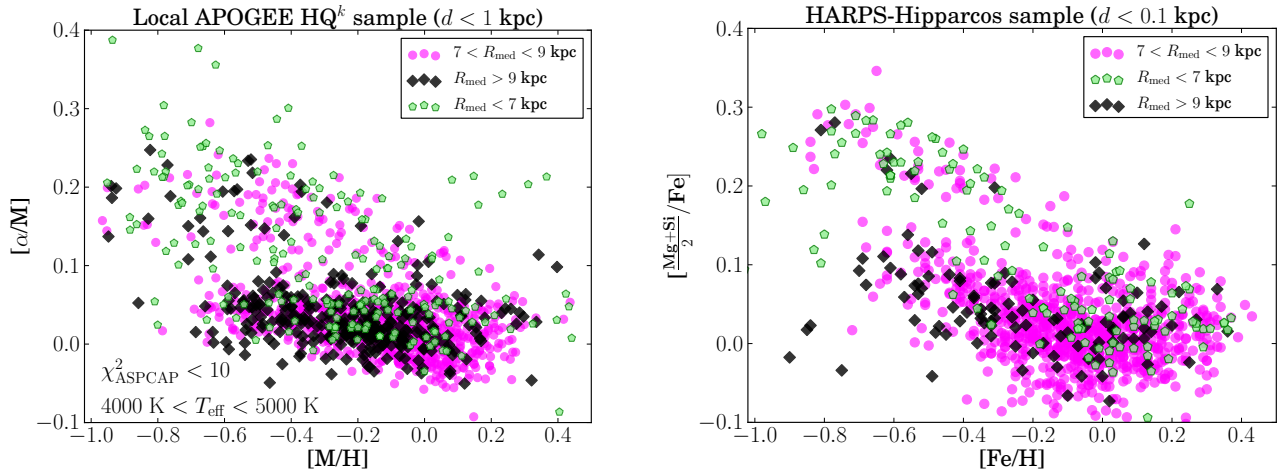 Local APOGEE HQ^k sample (d < 1 kpc)
0.4
0.3
0.2
0.1
0.0
−0.1
[α/M]
7 < R_med < 9 kpc
R_med > 9 kpc
R_med < 7 kpc
χ²_ASPCAP < 10
4000 K < T_eff < 5000 K
−1.0 −0.8 −0.6 −0.4 −0.2 0.0 0.2 0.4
[M/H]
HARPS-Hipparcos sample (d < 0.1 kpc)
0.4
0.3
0.2
0.1
0.0
−0.1
[Mg+Si/2/Fe]
7 < R_med < 9 kpc
R_med < 7 kpc
R_med > 9 kpc
−1.0 −0.8 −0.6 −0.4 −0.2 0.0 0.2 0.4
[Fe/H]